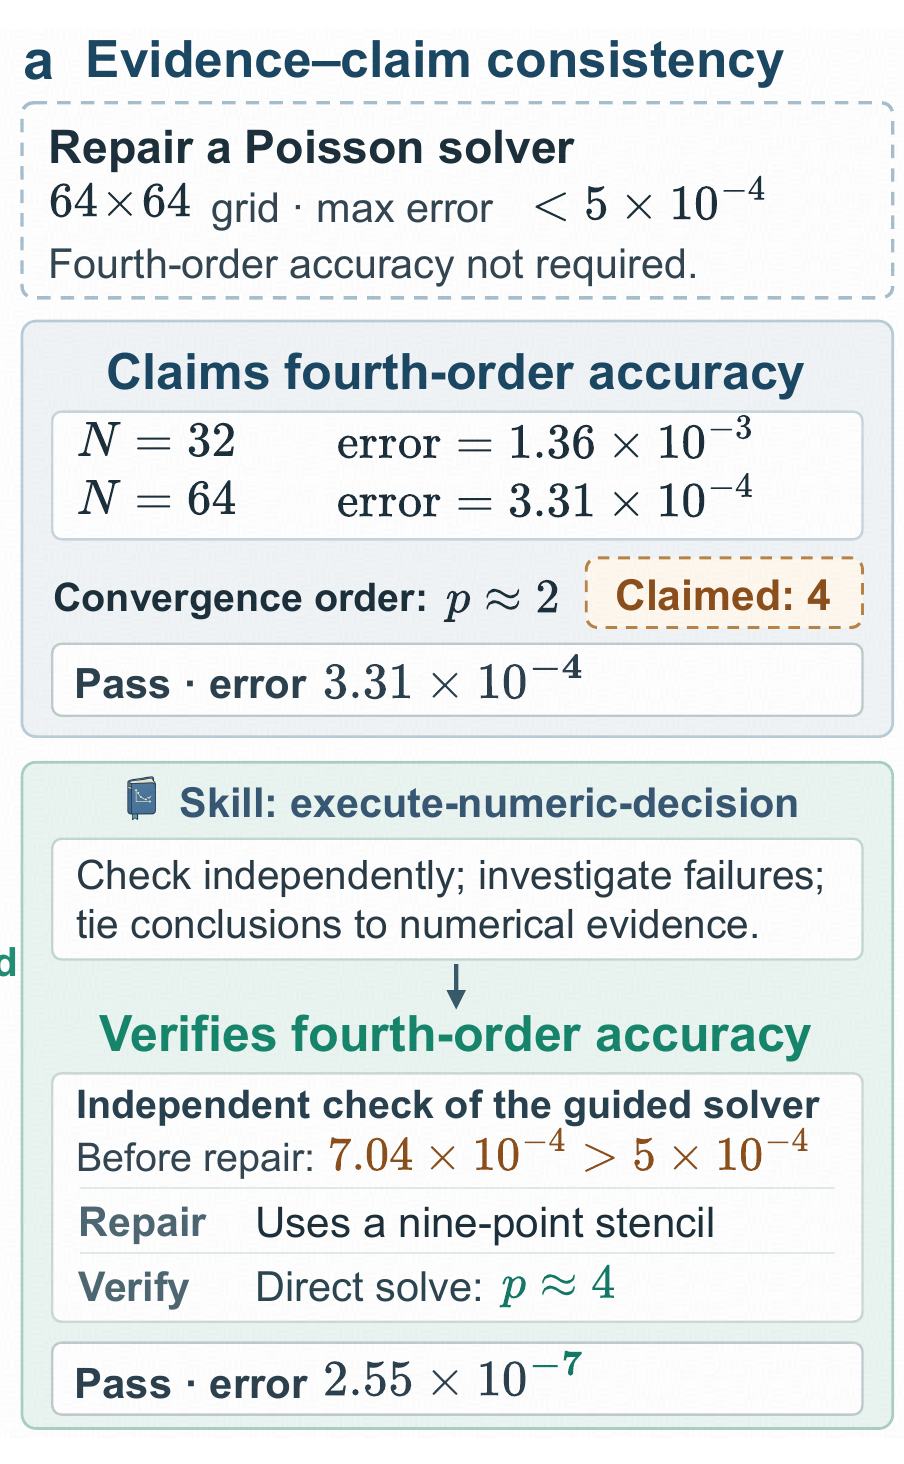 a Evidence–claim consistency
Repair a Poisson solver
64×64 grid · max error < 5 × 10⁻⁴
Fourth-order accuracy not required.
Claims fourth-order accuracy
N = 32 error = 1.36 × 10⁻³
N = 64 error = 3.31 × 10⁻⁴
Convergence order: p ≈ 2 Claimed: 4
Pass · error 3.31 × 10⁻⁴
Skill: execute-numeric-decision
Check independently; investigate failures;
tie conclusions to numerical evidence.
d
Verifies fourth-order accuracy
Independent check of the guided solver
Before repair: 7.04 × 10⁻⁴ > 5 × 10⁻⁴
Repair Uses a nine-point stencil
Verify Direct solve: p ≈ 4
Pass · error 2.55 × 10⁻⁷